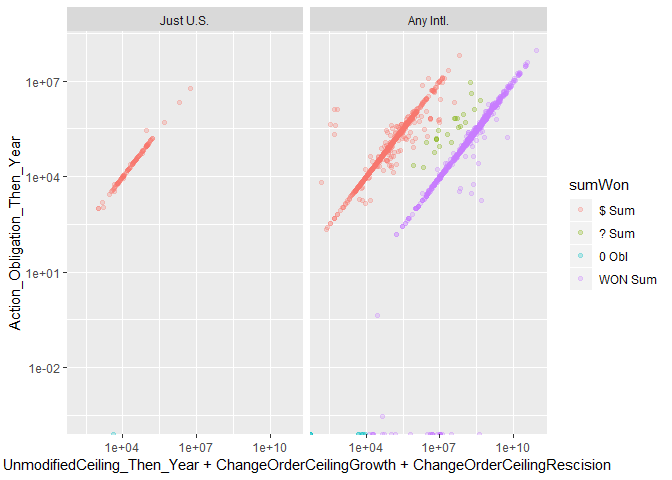 Just U.S.
Any Intl.
1e+07
1e+04
1e+01
1e-02
Action_Obligation_Then_Year
1e+04
1e+07
1e+10
1e+04
1e+07
1e+10
UnmodifiedCeiling_Then_Year + ChangeOrderCeilingGrowth + ChangeOrderCeilingRescision
sumWon
$ Sum
? Sum
0 Obl
WON Sum